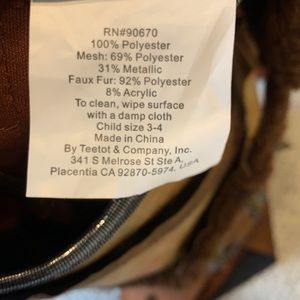 RN#90670
100% Polyester
Mesh: 69% Polyester
31% Metallic
Faux Fur: 92% Polyester
8% Acrylic
To clean, wipe surface
with a damp cloth
Child size 3-4
Made in China
By Teetot & Company, Inc.
341 S Melrose St Ste A,
Placentia CA 92870-5974, USA